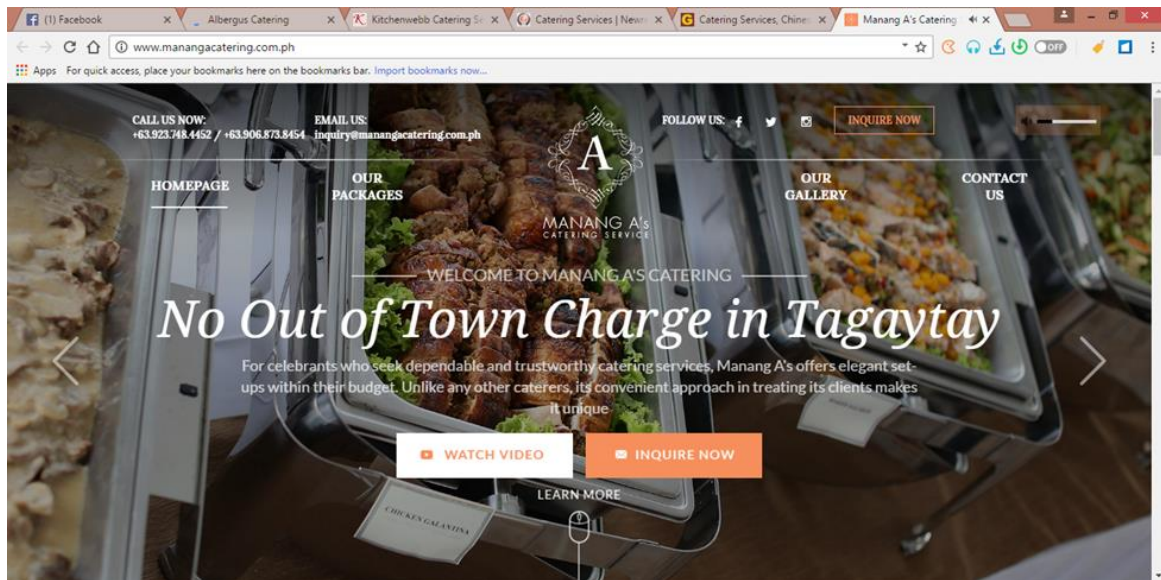 (1) Facebook
Albergus Catering
Kitchenwebb Catering Se
Catering Services | Newre
Catering Services, Chines
Manang A's Catering
www.manangacatering.com.ph
OFF
Apps For quick access, place your bookmarks here on the bookmarks bar. Import bookmarks now...
CALL US NOW:
+63.923.748.4452 / +63.906.873.8454
EMAIL US:
inquiry@manangacatering.com.ph
FOLLOW US:
INQUIRE NOW
HOMEPAGE
OUR
PACKAGES
A
MANANG A's
CATERING SERVICE
OUR
GALLERY
CONTACT
US
WELCOME TO MANANG A'S CATERING
No Out of Town Charge in Tagaytay
For celebrants who seek dependable and trustworthy catering services, Manang A's offers elegant set-
ups within their budget. Unlike any other caterers, its convenient approach in treating its clients makes
it unique
WATCH VIDEO
INQUIRE NOW
LEARN MORE
CHICKEN GALANTINA